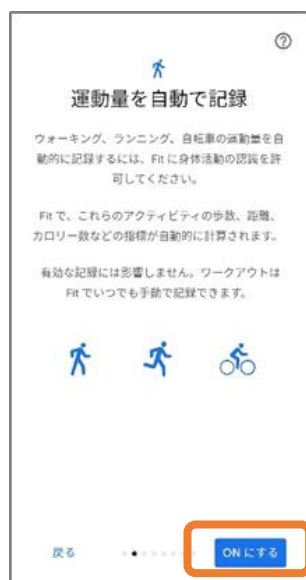 運動量を自動で記録
ウォーキング、ランニング、自転車の運動量を自
動的に記録するには、Fit に身体活動の認識を許
可してください。
Fit で、これらのアクティビティの歩数、距離、
カロリー数などの指標が自動的に計算されます。
有効な記録には影響しません。ワークアウトは
Fit でいつでも手動で記録できます。
戻る
ON にする